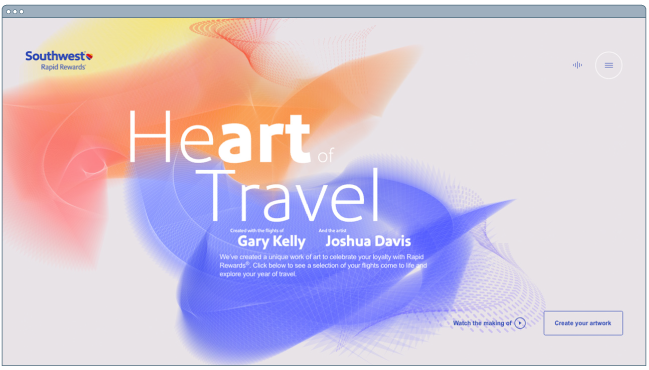 Southwest
Rapid Rewards®
Heart of
Travel
Created with the flights of
Gary Kelly
And the artist
Joshua Davis
We've created a unique work of art to celebrate your loyalty with Rapid
Rewards®. Click below to see a selection of your flights come to life and
explore your year of travel.
Watch the making of
Create your artwork